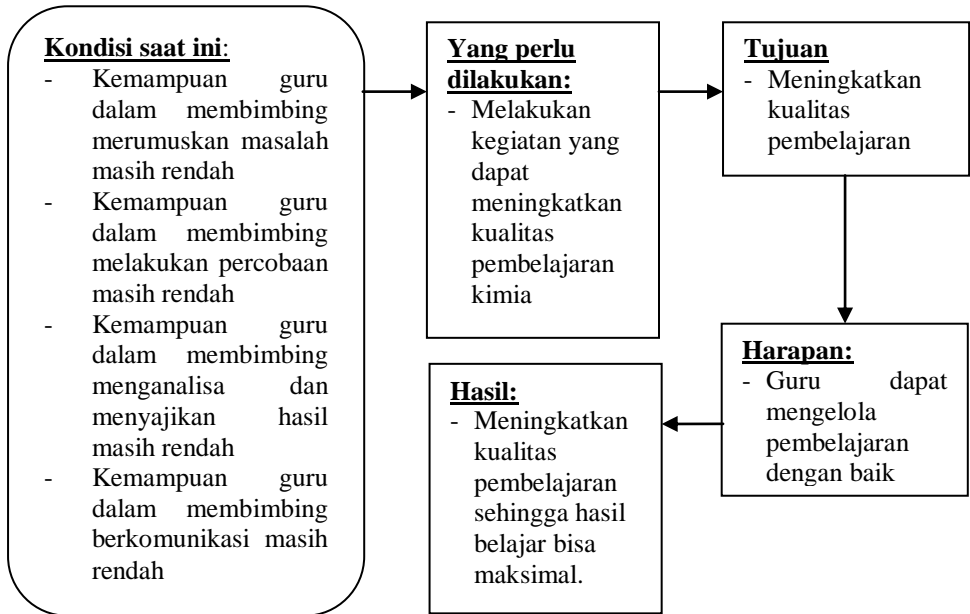 Kondisi saat ini:
- Kemampuan guru
dalam membimbing
merumuskan masalah
masih rendah
- Kemampuan guru
dalam membimbing
melakukan percobaan
masih rendah
- Kemampuan guru
dalam membimbing
menganalisa dan
menyajikan hasil
masih rendah
- Kemampuan guru
dalam membimbing
berkomunikasi masih
rendah
Yang perlu
dilakukan:
- Melakukan
kegiatan yang
dapat
meningkatkan
kualitas
pembelajaran
kimia
Tujuan
- Meningkatkan
kualitas
pembelajaran
Harapan:
- Guru dapat
mengelola
pembelajaran
dengan baik
Hasil:
- Meningkatkan
kualitas
pembelajaran
sehingga hasil
belajar bisa
maksimal.